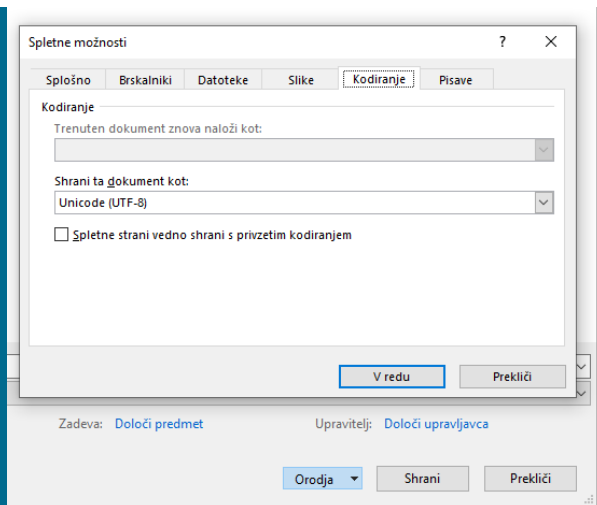 Spletne možnosti ?
Splošno Brskalniki Datoteke Slike Kodiranje Pisave
Kodiranje
Trenuten dokument znova naloži kot:
Shrani ta dokument kot:
Unicode (UTF-8)
Spletne strani vedno shrani s privzetim kodiranjem
V redu Prekliči
Zadeva: Določi predmet Upravitelj: Določi upravljavca
Orodja Shrani Prekliči